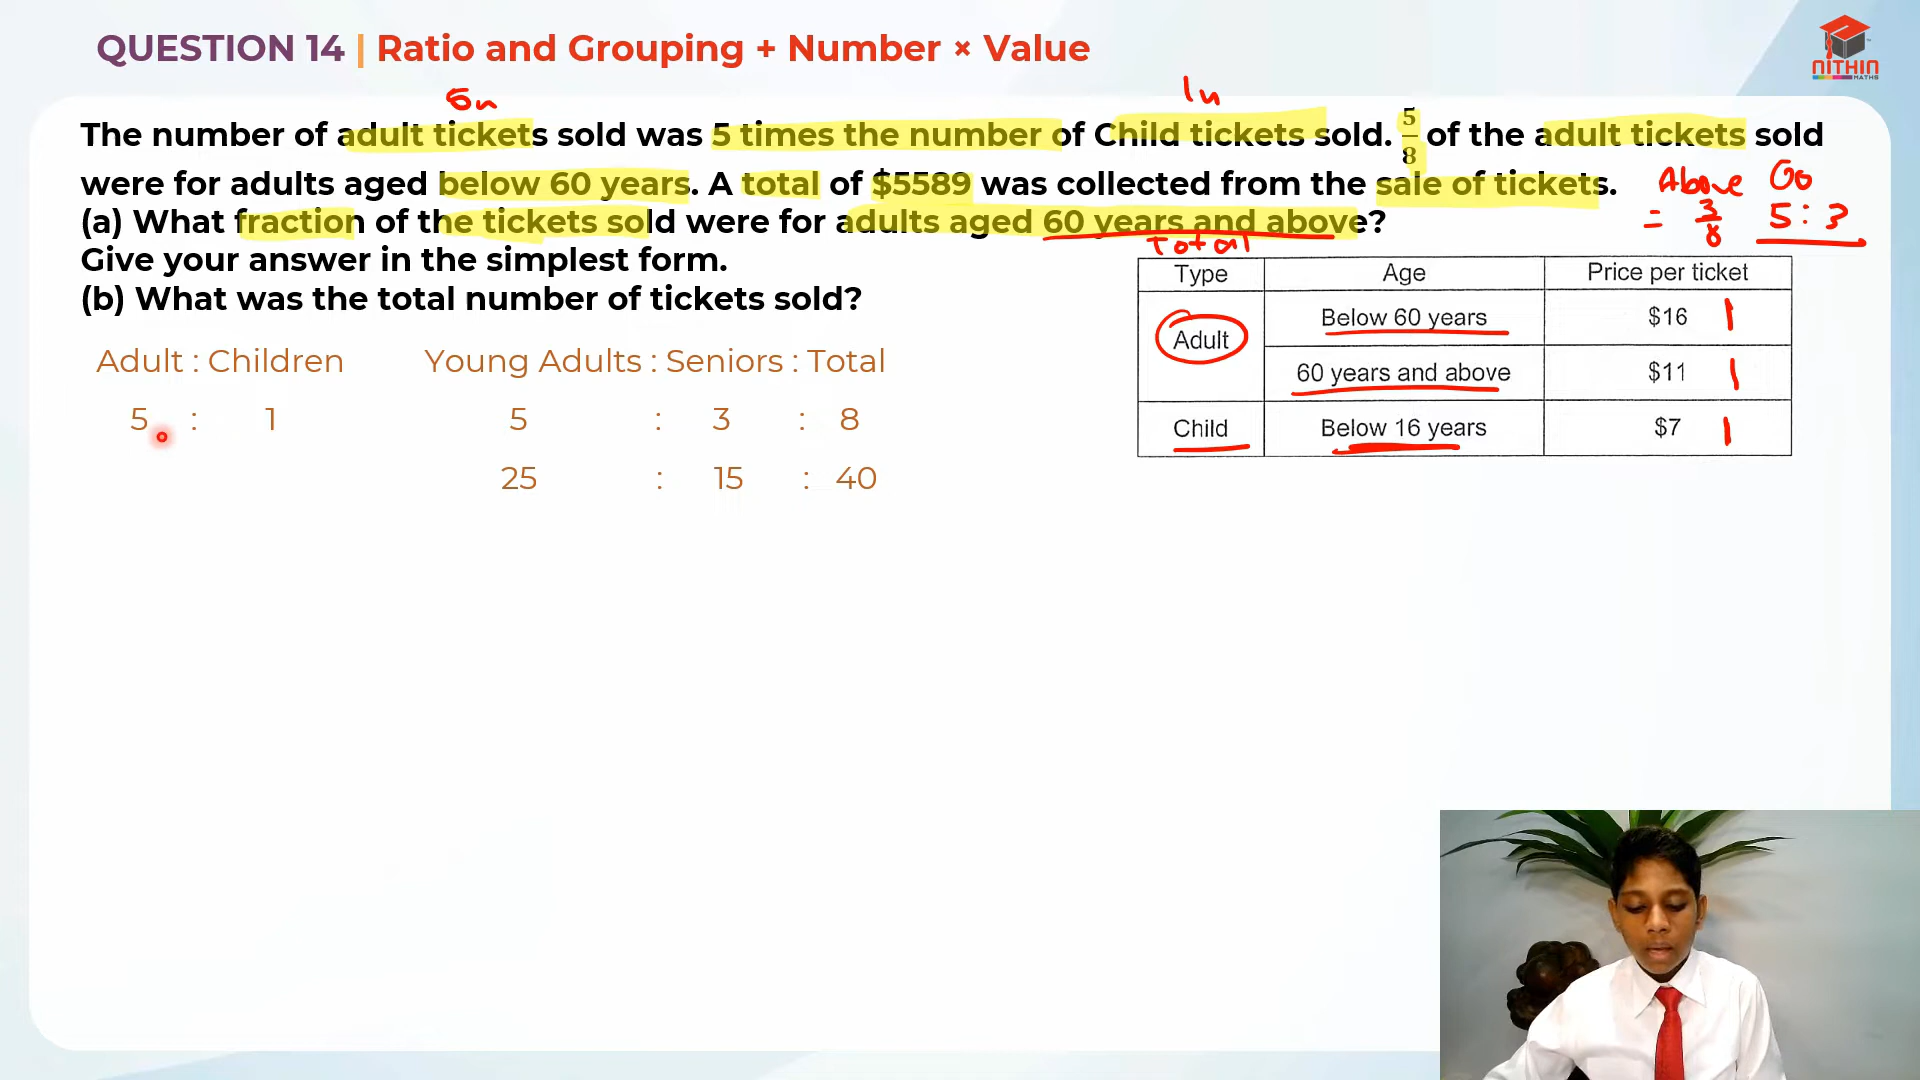 QUESTION 14 | Ratio and Grouping + Number × Value
NITHIN
MATHS
5u
1u
The number of adult tickets sold was 5 times the number of Child tickets sold. 5/8 of the adult tickets sold
were for adults aged below 60 years. A total of $5589 was collected from the sale of tickets.
Above 60
= 3/8 5 : 3
(a) What fraction of the tickets sold were for adults aged 60 years and above?
Total
Give your answer in the simplest form.
(b) What was the total number of tickets sold?
Type Age Price per ticket
Adult Below 60 years $16 1
60 years and above $11 1
Child Below 16 years $7 1
Adult : Children
5 : 1
Young Adults : Seniors : Total
5 : 3 : 8
25 : 15 : 40